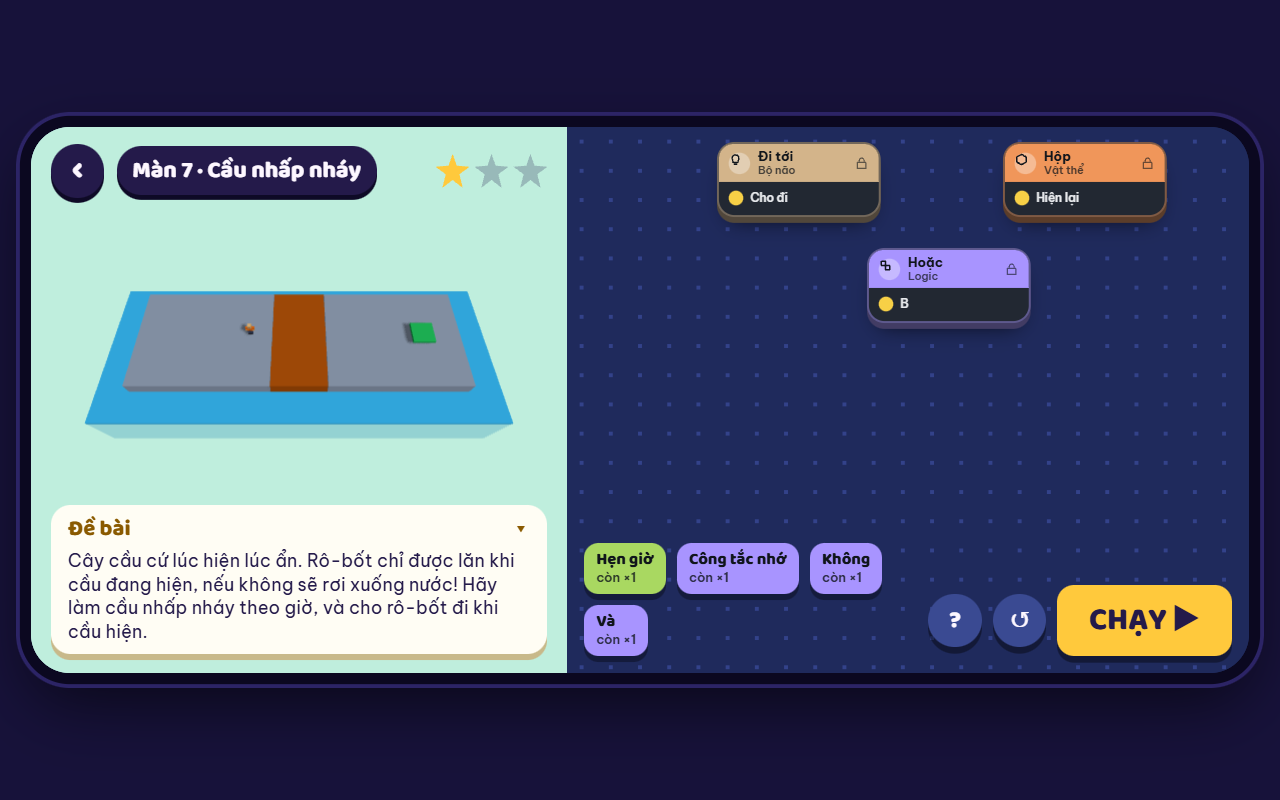 Màn 7 · Cầu nhấp nháy
Đi tới
Bộ não
Cho đi
Hộp
Vật thể
Hiện lại
Hoặc
Logic
B
Đề bài
Cây cầu cứ lúc hiện lúc ẩn. Rô-bốt chỉ được lăn khi
cầu đang hiện, nếu không sẽ rơi xuống nước! Hãy
làm cầu nhấp nháy theo giờ, và cho rô-bốt đi khi
cầu hiện.
Hẹn giờ
còn ×1
Công tắc nhớ
còn ×1
Không
còn ×1
Và
còn ×1
?
CHẠY